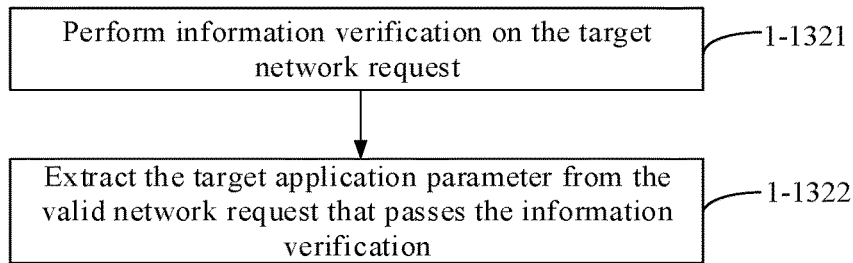 Perform information verification on the target
network request
1-1321
Extract the target application parameter from the
valid network request that passes the information
verification
1-1322